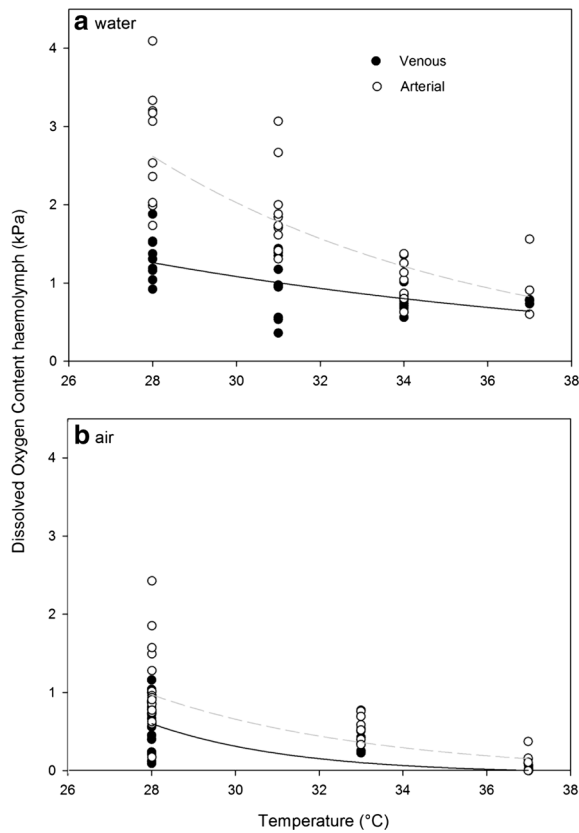 a water
Venous
Arterial
4
3
2
1
0
26 28 30 32 34 36 38
b air
4
3
2
1
0
26 28 30 32 34 36 38
Dissolved Oxygen Content haemolymph (kPa)
Temperature (°C)